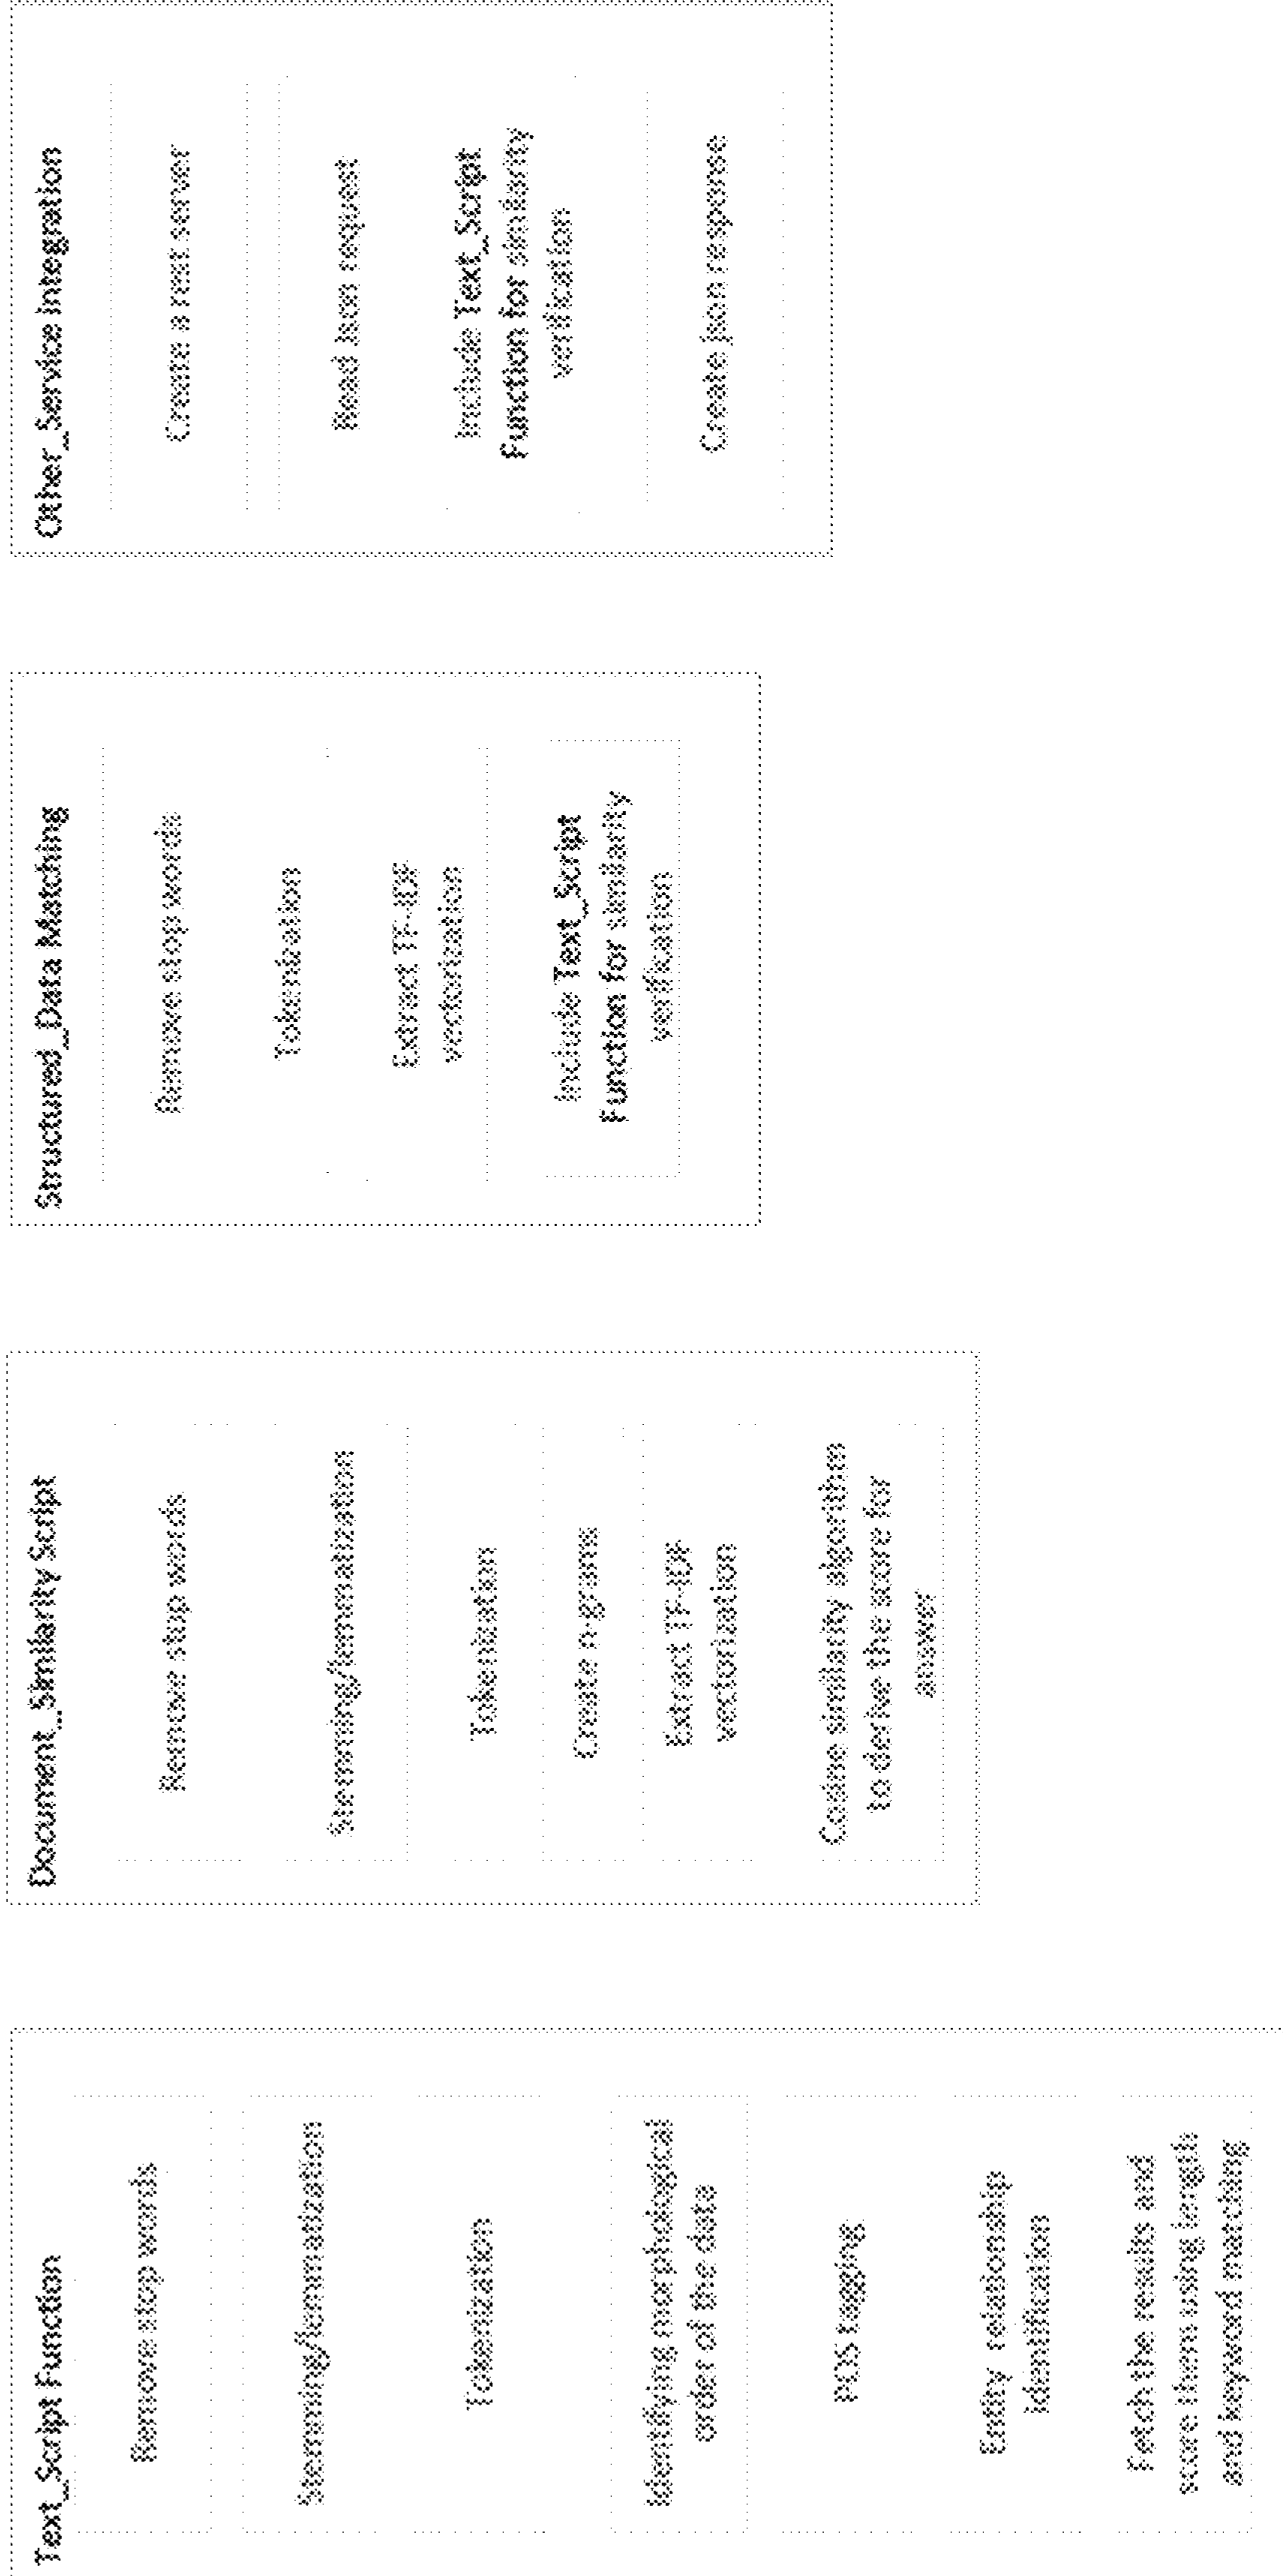 Text_Script Function
Remove stop words
Stemming/lemmatization
Tokenization
Identifying morphological
order of the data
POS tagging
Entity relationship
identification
Fetch the results and
score them using length
and keyword matching
Document_Similarity Script
Remove stop words
Stemming/lemmatization
Tokenization
Create n-grams
Extract TF-IDF
vectorization
Cosine similarity algorithm
to derive the score for
answer
Structured_Data Matching
Remove stop words
Tokenization
Extract TF-IDF
vectorization
Include Text_Script
Function for similarity
verification
Other_Service Integration
Create a rest server
Read Json request
Include Text_Script
Function for similarity
verification
Create json response